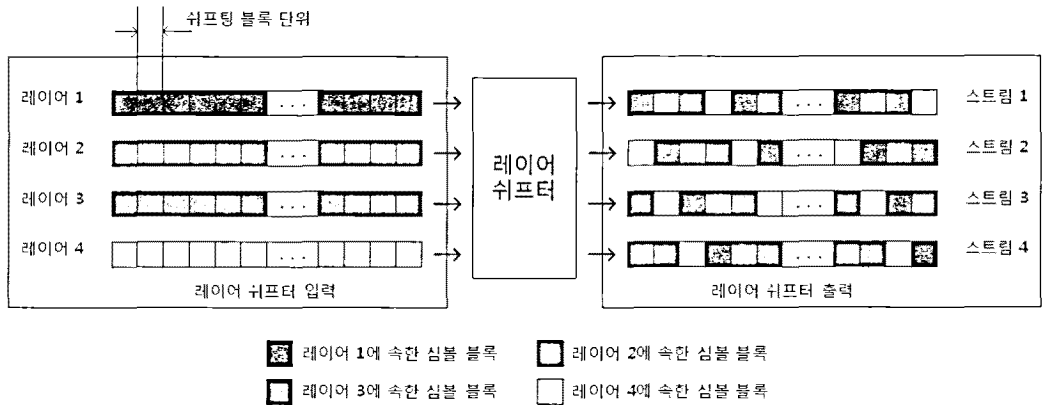 쉬프팅 블록 단위
레이어 1
레이어 2
레이어 3
레이어 4
...
...
...
...
레이어 쉬프터 입력
레이어
쉬프터
...
...
...
...
스트림 1
스트림 2
스트림 3
스트림 4
레이어 쉬프터 출력
레이어 1에 속한 심볼 블록
레이어 2에 속한 심볼 블록
레이어 3에 속한 심볼 블록
레이어 4에 속한 심볼 블록